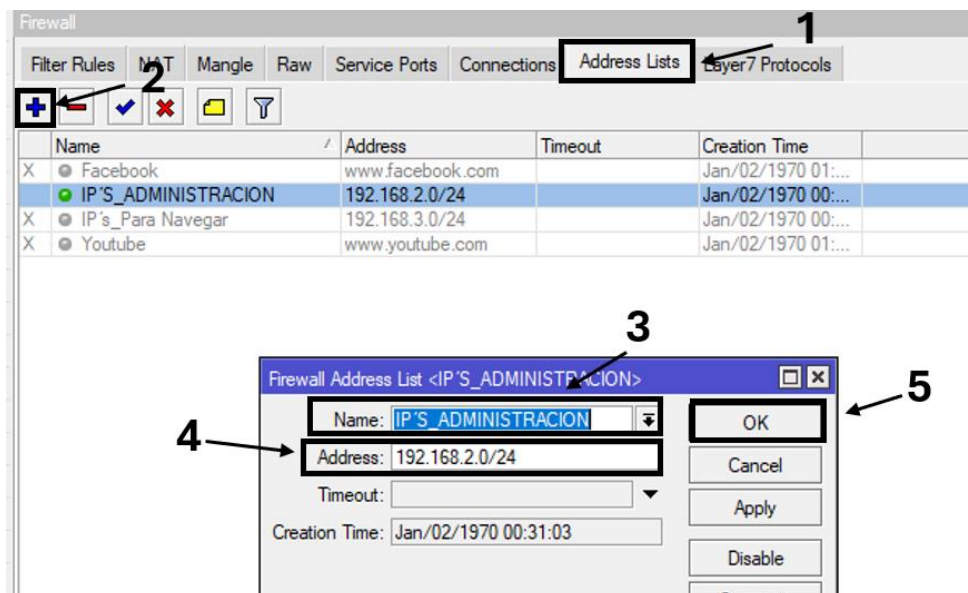 Firewall
1
Filter Rules NAT Mangle Raw Service Ports Connections Address Lists Layer7 Protocols
2
Name Address Timeout Creation Time
X Facebook www.facebook.com Jan/02/1970 01:...
IP´S_ADMINISTRACION 192.168.2.0/24 Jan/02/1970 00:...
X IP´s_Para Navegar 192.168.3.0/24 Jan/02/1970 00:...
X Youtube www.youtube.com Jan/02/1970 01:...
3
Firewall Address List <IP´S_ADMINISTRACION>
5
Name: IP´S_ADMINISTRACION OK
4
Address: 192.168.2.0/24 Cancel
Timeout: Apply
Creation Time: Jan/02/1970 00:31:03
Disable